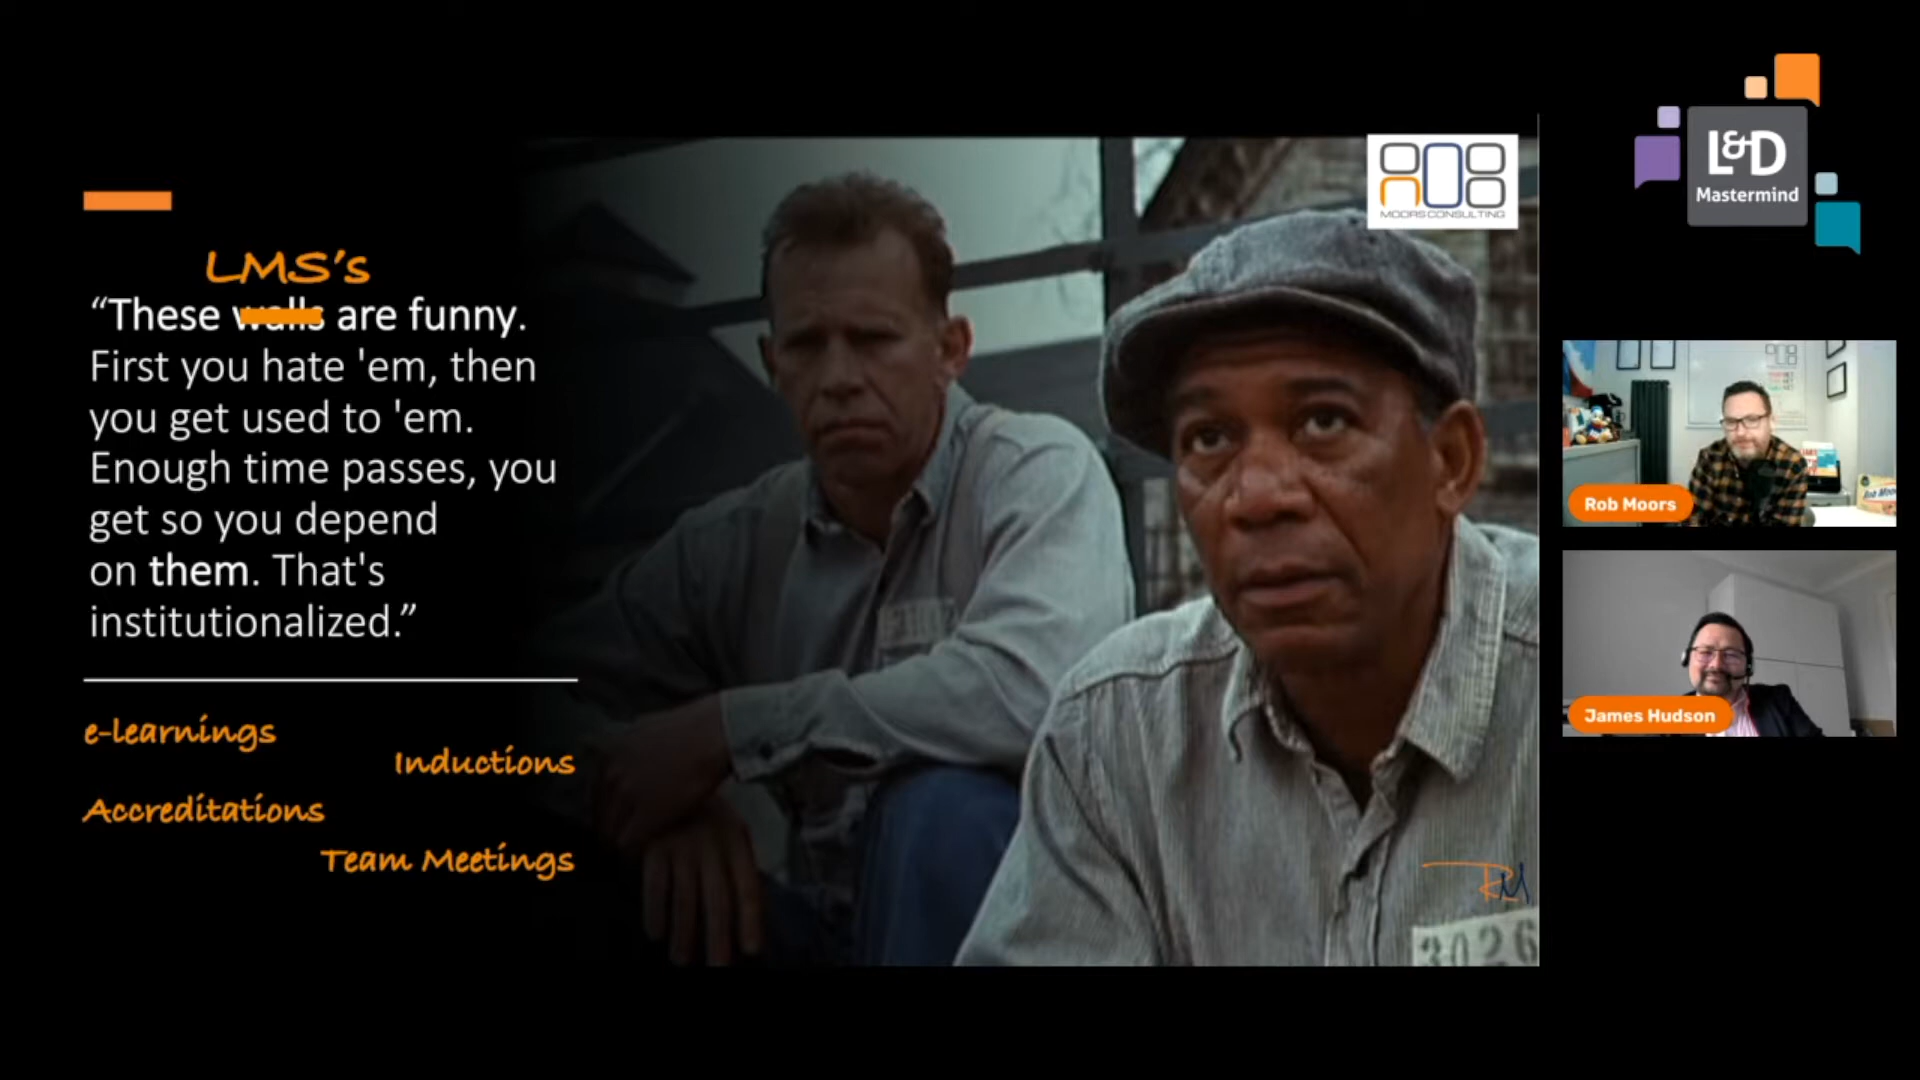 LMS's
“These walls are funny.
First you hate 'em, then
you get used to 'em.
Enough time passes, you
get so you depend
on them. That's
institutionalized.”
e-learnings
Inductions
Accreditations
Team Meetings
MOORS CONSULTING
RM
3026
L&D
Mastermind
Rob Moors
James Hudson